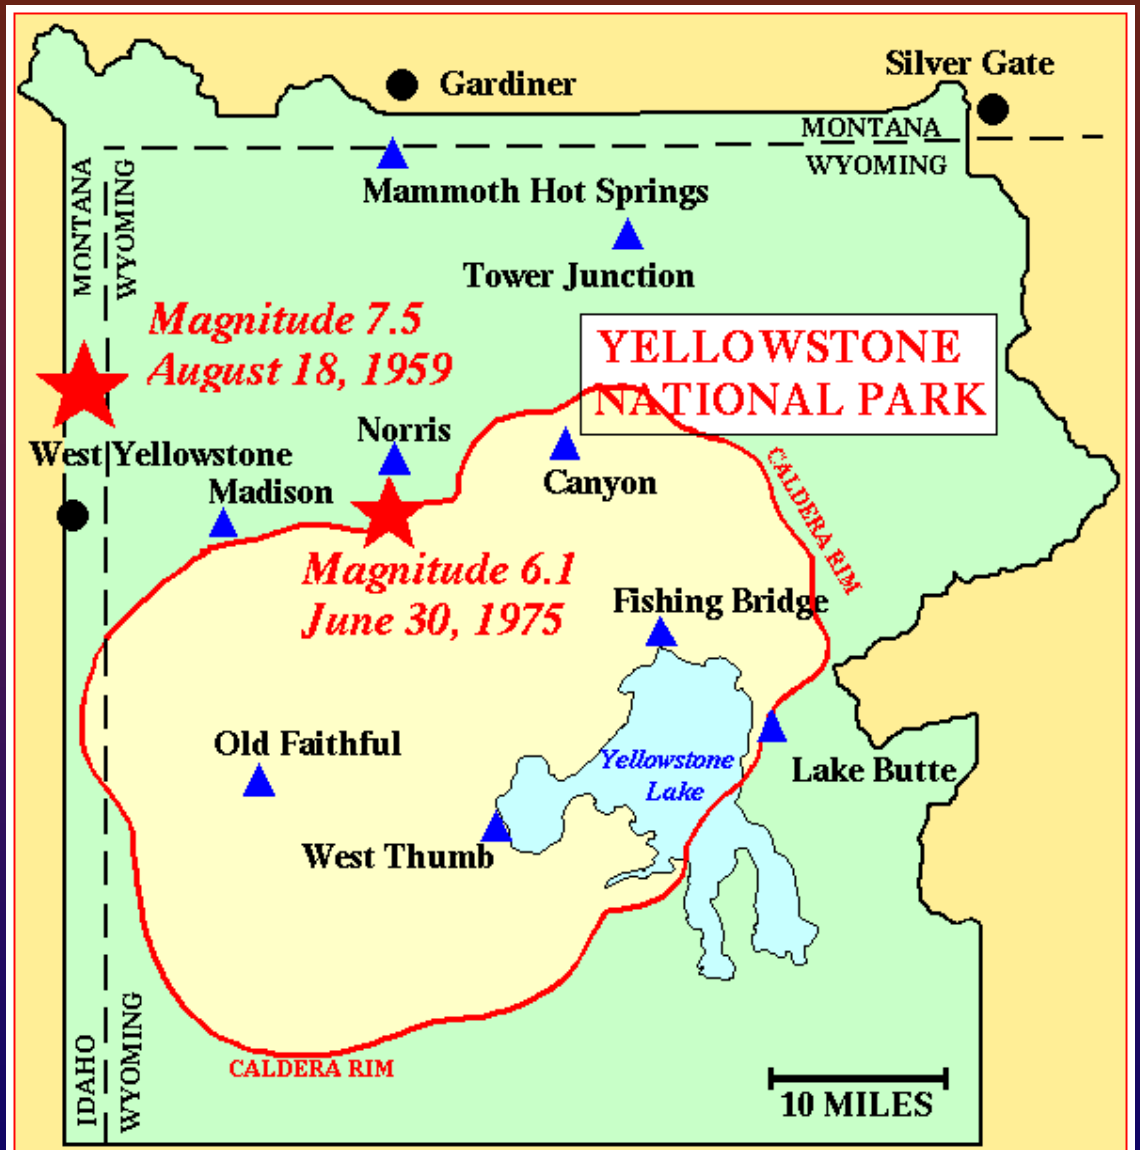 Silver Gate
Gardiner
MONTANA
WYOMING
MONTANA
WYOMING
Mammoth Hot Springs
Tower Junction
Magnitude 7.5
August 18, 1959
YELLOWSTONE
NATIONAL PARK
Norris
West Yellowstone
Canyon
Madison
CALDERA RIM
Magnitude 6.1
June 30, 1975
Fishing Bridge
Old Faithful
Yellowstone
Lake
Lake Butte
West Thumb
IDAHO
WYOMING
CALDERA RIM
10 MILES